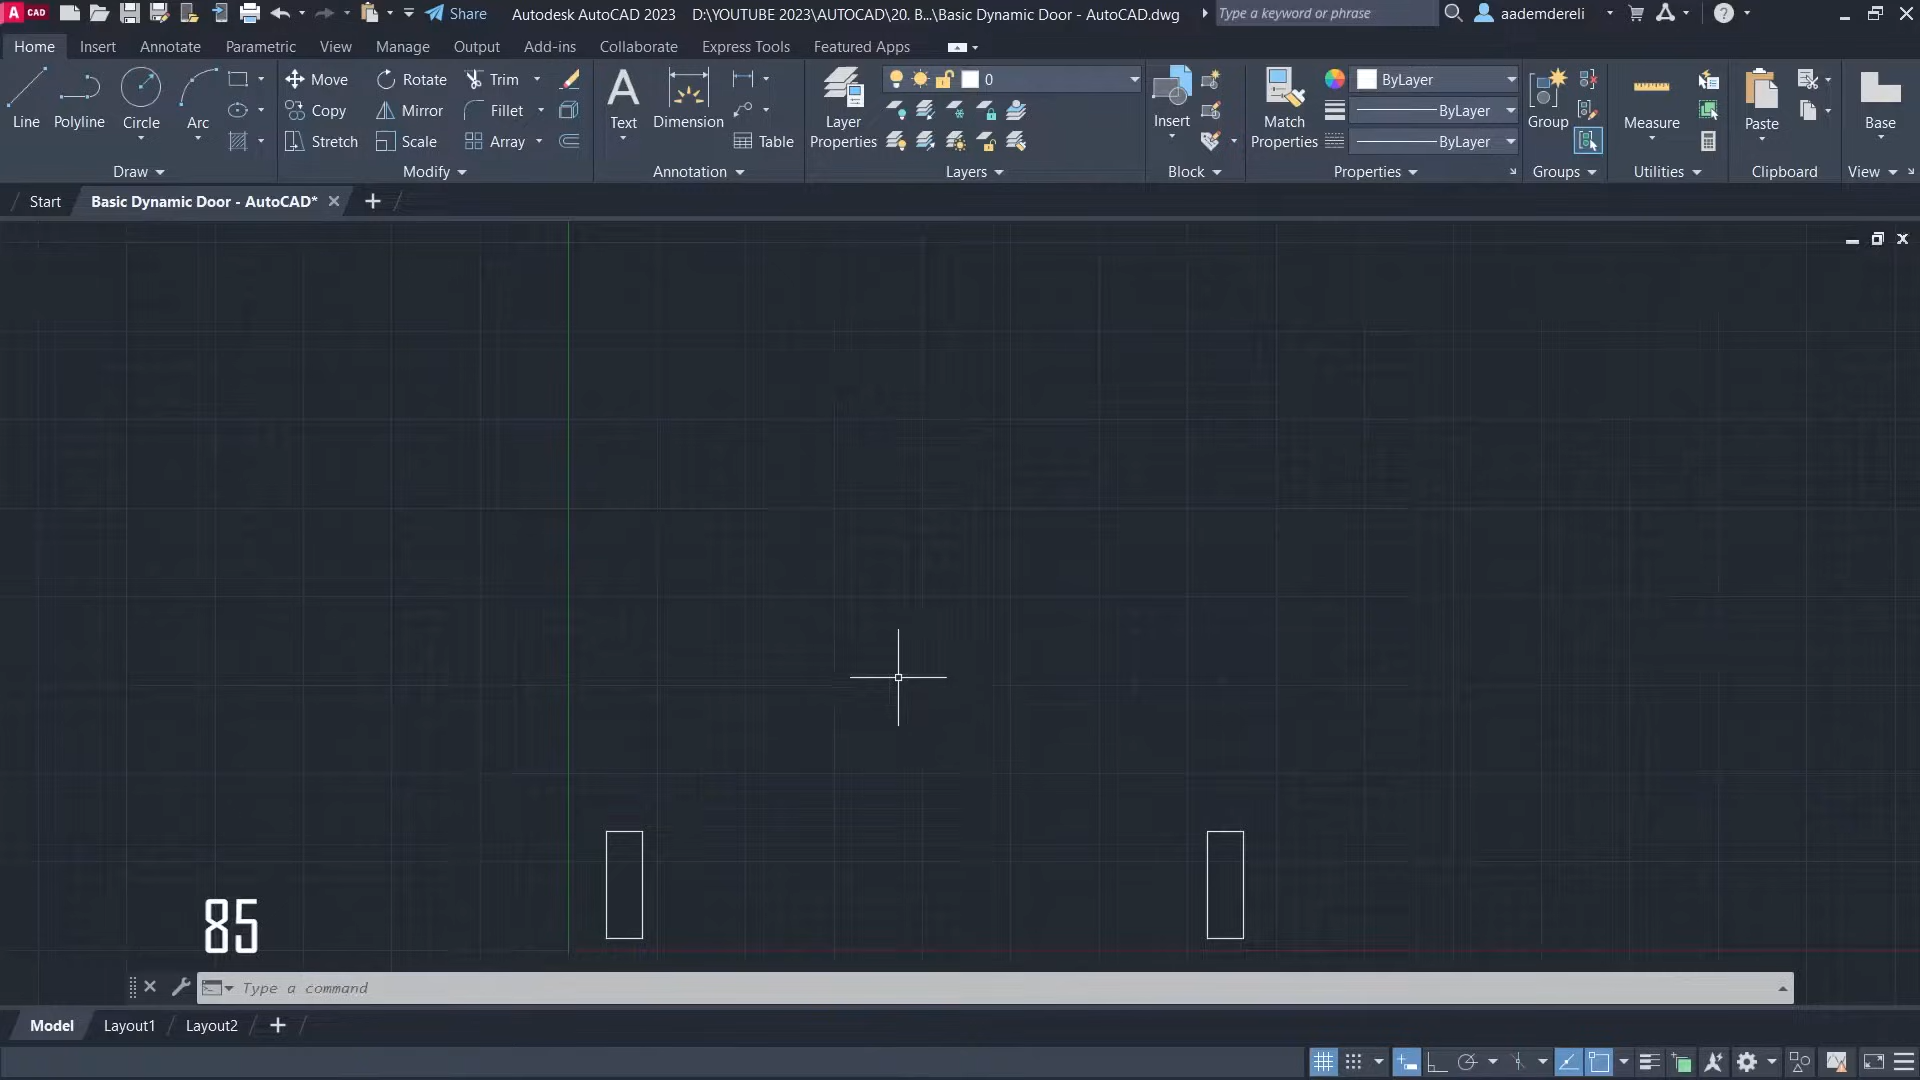 A CAD Share Autodesk AutoCAD 2023 D:\YOUTUBE 2023\AUTOCAD\20. B...\Basic Dynamic Door - AutoCAD.dwg Type a keyword or phrase aademdereli ?
Home Insert Annotate Parametric View Manage Output Add-ins Collaborate Express Tools Featured Apps
Line Polyline Circle Arc
Move Rotate Trim
Copy Mirror Fillet
Stretch Scale Array
A Text Dimension Table
Layer Properties
0
Insert
Match Properties
ByLayer
ByLayer
ByLayer
Group
Measure
Paste
Base
Draw Modify Annotation Layers Block Properties Groups Utilities Clipboard View
Start Basic Dynamic Door - AutoCAD*
85
Type a command
Model Layout1 Layout2